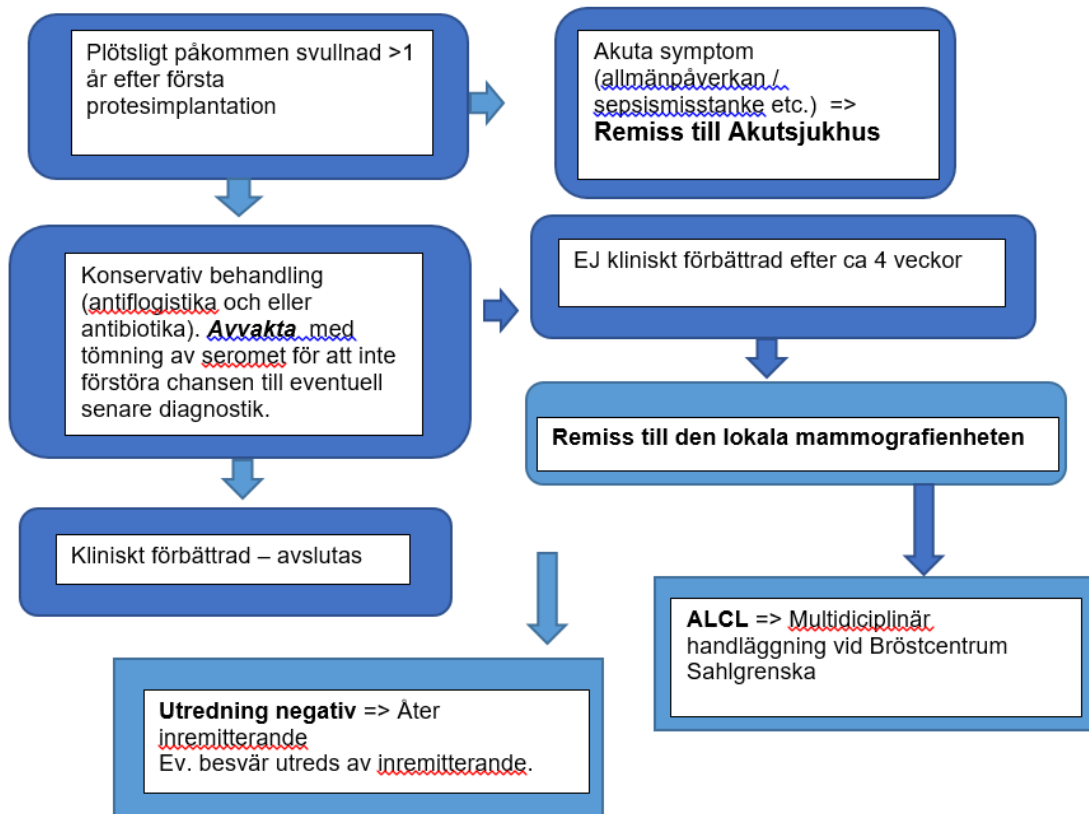 Plötsligt påkommen svullnad >1
år efter första
protesimplantation
Akuta symptom
(allmänpåverkan /
sepsismisstanke etc.)  =>
Remiss till Akutsjukhus
Konservativ behandling
(antiflogistika och eller
antibiotika). Avvakta med
tömning av seromet för att inte
förstöra chansen till eventuell
senare diagnostik.
EJ kliniskt förbättrad efter ca 4 veckor
Remiss till den lokala mammografienheten
Kliniskt förbättrad – avslutas
ALCL => Multidiciplinär
handläggning vid Bröstcentrum
Sahlgrenska
Utredning negativ => Åter
inremitterande
Ev. besvär utreds av inremitterande.